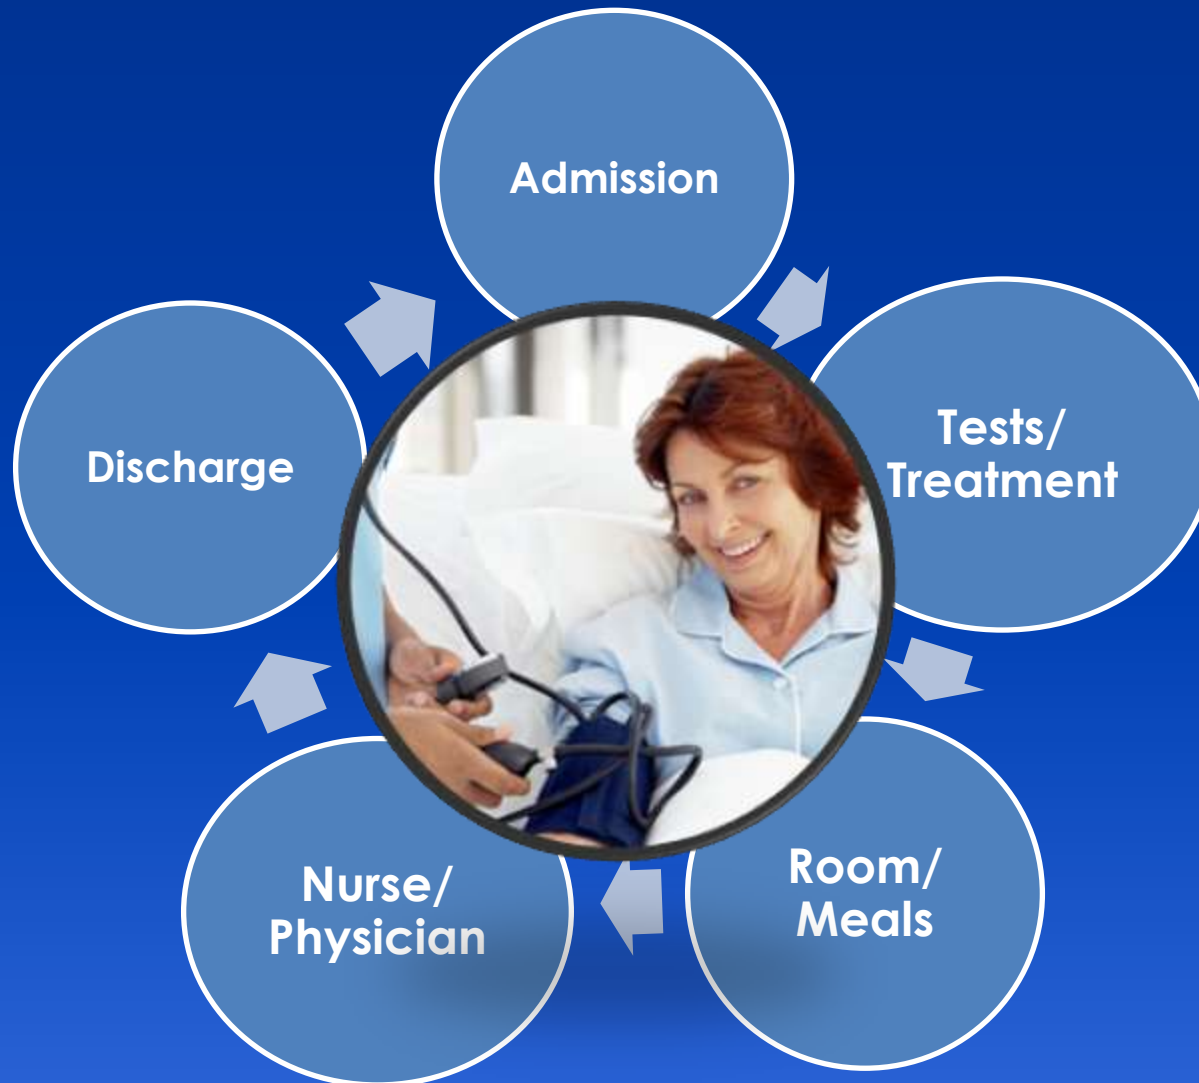 Admission
Tests/
Treatment
Room/
Meals
Nurse/
Physician
Discharge